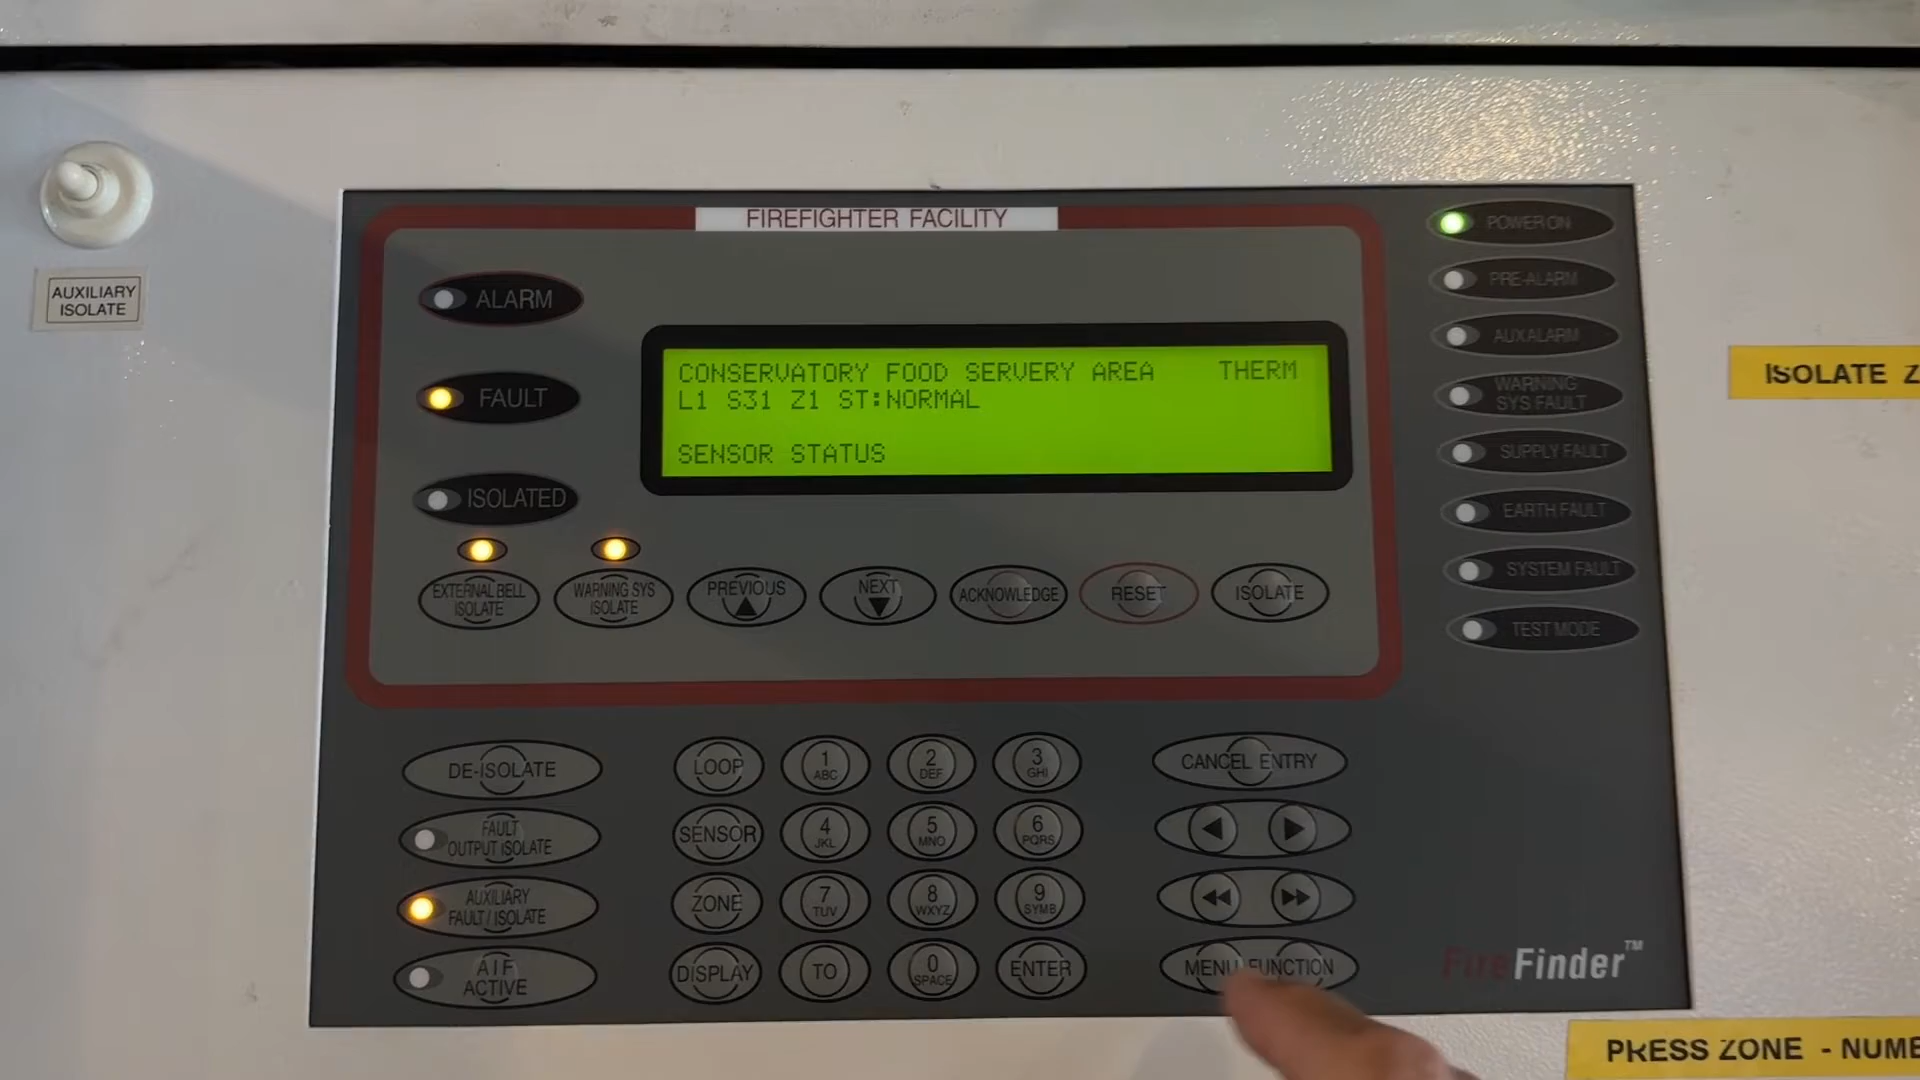 FIREFIGHTER FACILITY
AUXILIARY
ISOLATE
ALARM
FAULT
ISOLATED
CONSERVATORY FOOD SERVERY AREA THERM
L1 S31 Z1 ST:NORMAL
SENSOR STATUS
POWER ON
PRE-ALARM
AUX ALARM
WARNING
SYS FAULT
SUPPLY FAULT
EARTH FAULT
SYSTEM FAULT
TEST MODE
ISOLATE Z
EXTERNAL BELL
ISOLATE
WARNING SYS
ISOLATE
PREVIOUS
NEXT
ACKNOWLEDGE
RESET
ISOLATE
DE-ISOLATE
FAULT
OUTPUT ISOLATE
AUXILIARY
FAULT / ISOLATE
A I F
ACTIVE
LOOP
1
ABC
2
DEF
3
GHI
SENSOR
4
JKL
5
MNO
6
PQRS
ZONE
7
TUV
8
WXYZ
9
SYMB
DISPLAY
TO
0
SPACE
ENTER
CANCEL ENTRY
MENU FUNCTION
FireFinder™
PRESS ZONE - NUMB